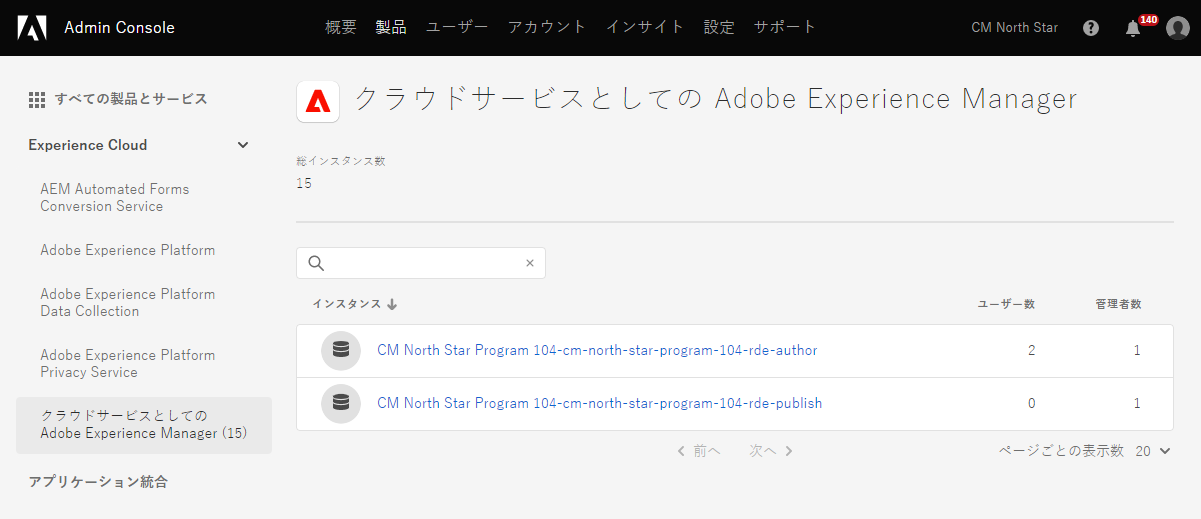 Admin Console
概要 製品 ユーザー アカウント インサイト 設定 サポート
CM North Star
140
すべての製品とサービス
Experience Cloud
AEM Automated Forms
Conversion Service
Adobe Experience Platform
Adobe Experience Platform
Data Collection
Adobe Experience Platform
Privacy Service
クラウドサービスとしての
Adobe Experience Manager (15)
アプリケーション統合
クラウドサービスとしての Adobe Experience Manager
総インスタンス数
15
インスタンス ユーザー数 管理者数
CM North Star Program 104-cm-north-star-program-104-rde-author 2 1
CM North Star Program 104-cm-north-star-program-104-rde-publish 0 1
前へ 次へ ページごとの表示数 20